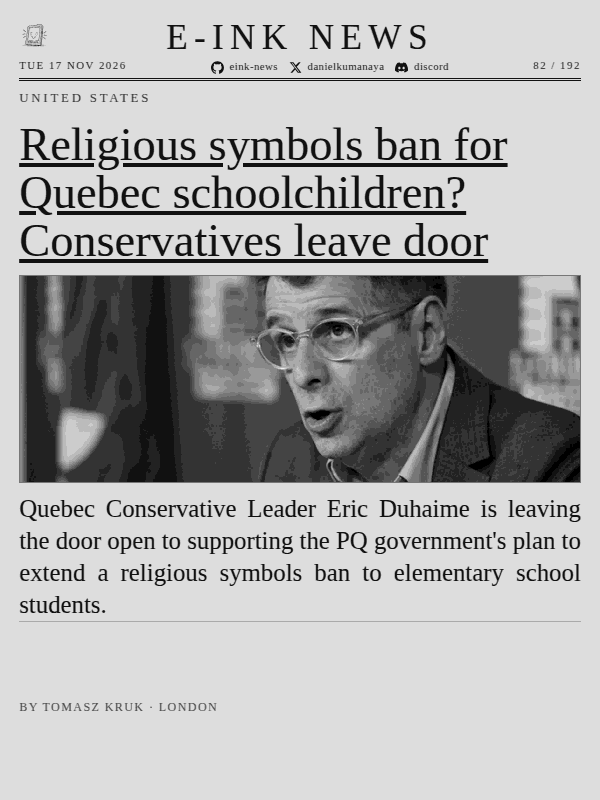 E-INK NEWS
TUE 17 NOV 2026
eink-news danielkumanaya discord
82 / 192
UNITED STATES
Religious symbols ban for
Quebec schoolchildren?
Conservatives leave door
Quebec Conservative Leader Eric Duhaime is leaving
the door open to supporting the PQ government's plan to
extend a religious symbols ban to elementary school
students.
BY TOMASZ KRUK · LONDON